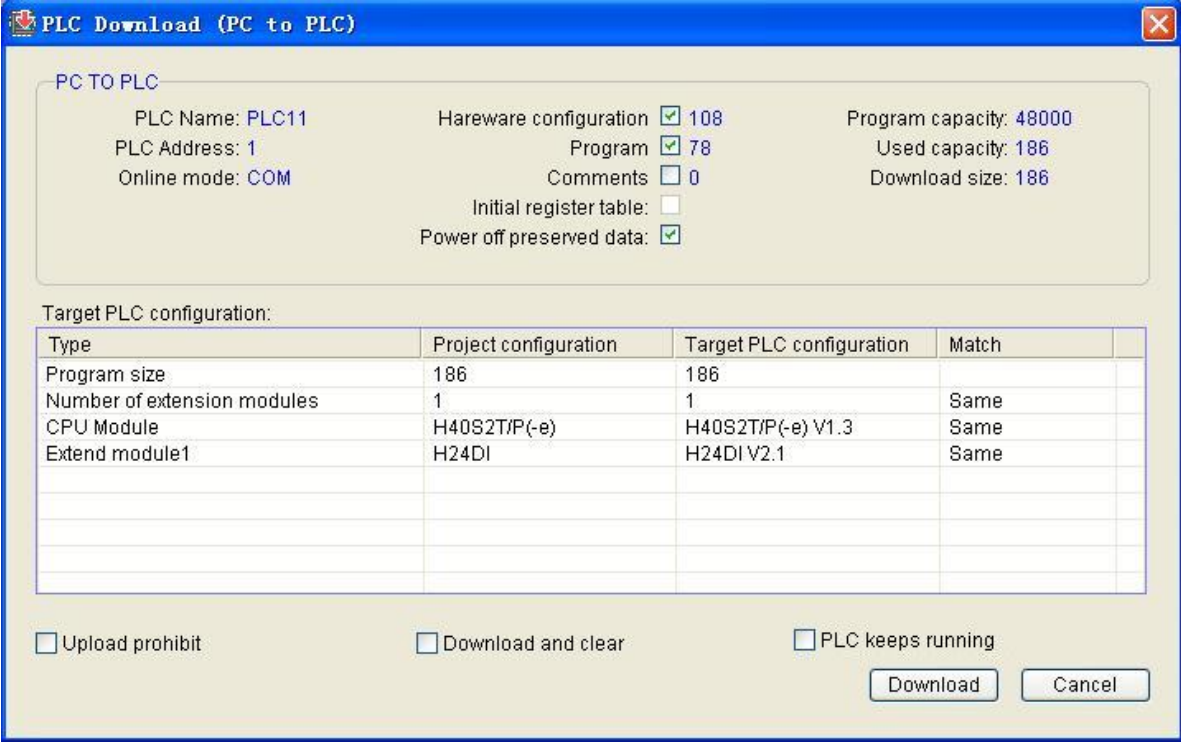 PLC Download (PC to PLC)
PC TO PLC
PLC Name: PLC11
PLC Address: 1
Online mode: COM
Hareware configuration 108
Program 78
Comments 0
Initial register table:
Power off preserved data:
Program capacity: 48000
Used capacity: 186
Download size: 186
Target PLC configuration:
Type Project configuration Target PLC configuration Match
Program size 186 186
Number of extension modules 1 1 Same
CPU Module H40S2T/P(-e) H40S2T/P(-e) V1.3 Same
Extend module1 H24DI H24DI V2.1 Same
Upload prohibit Download and clear PLC keeps running
Download Cancel